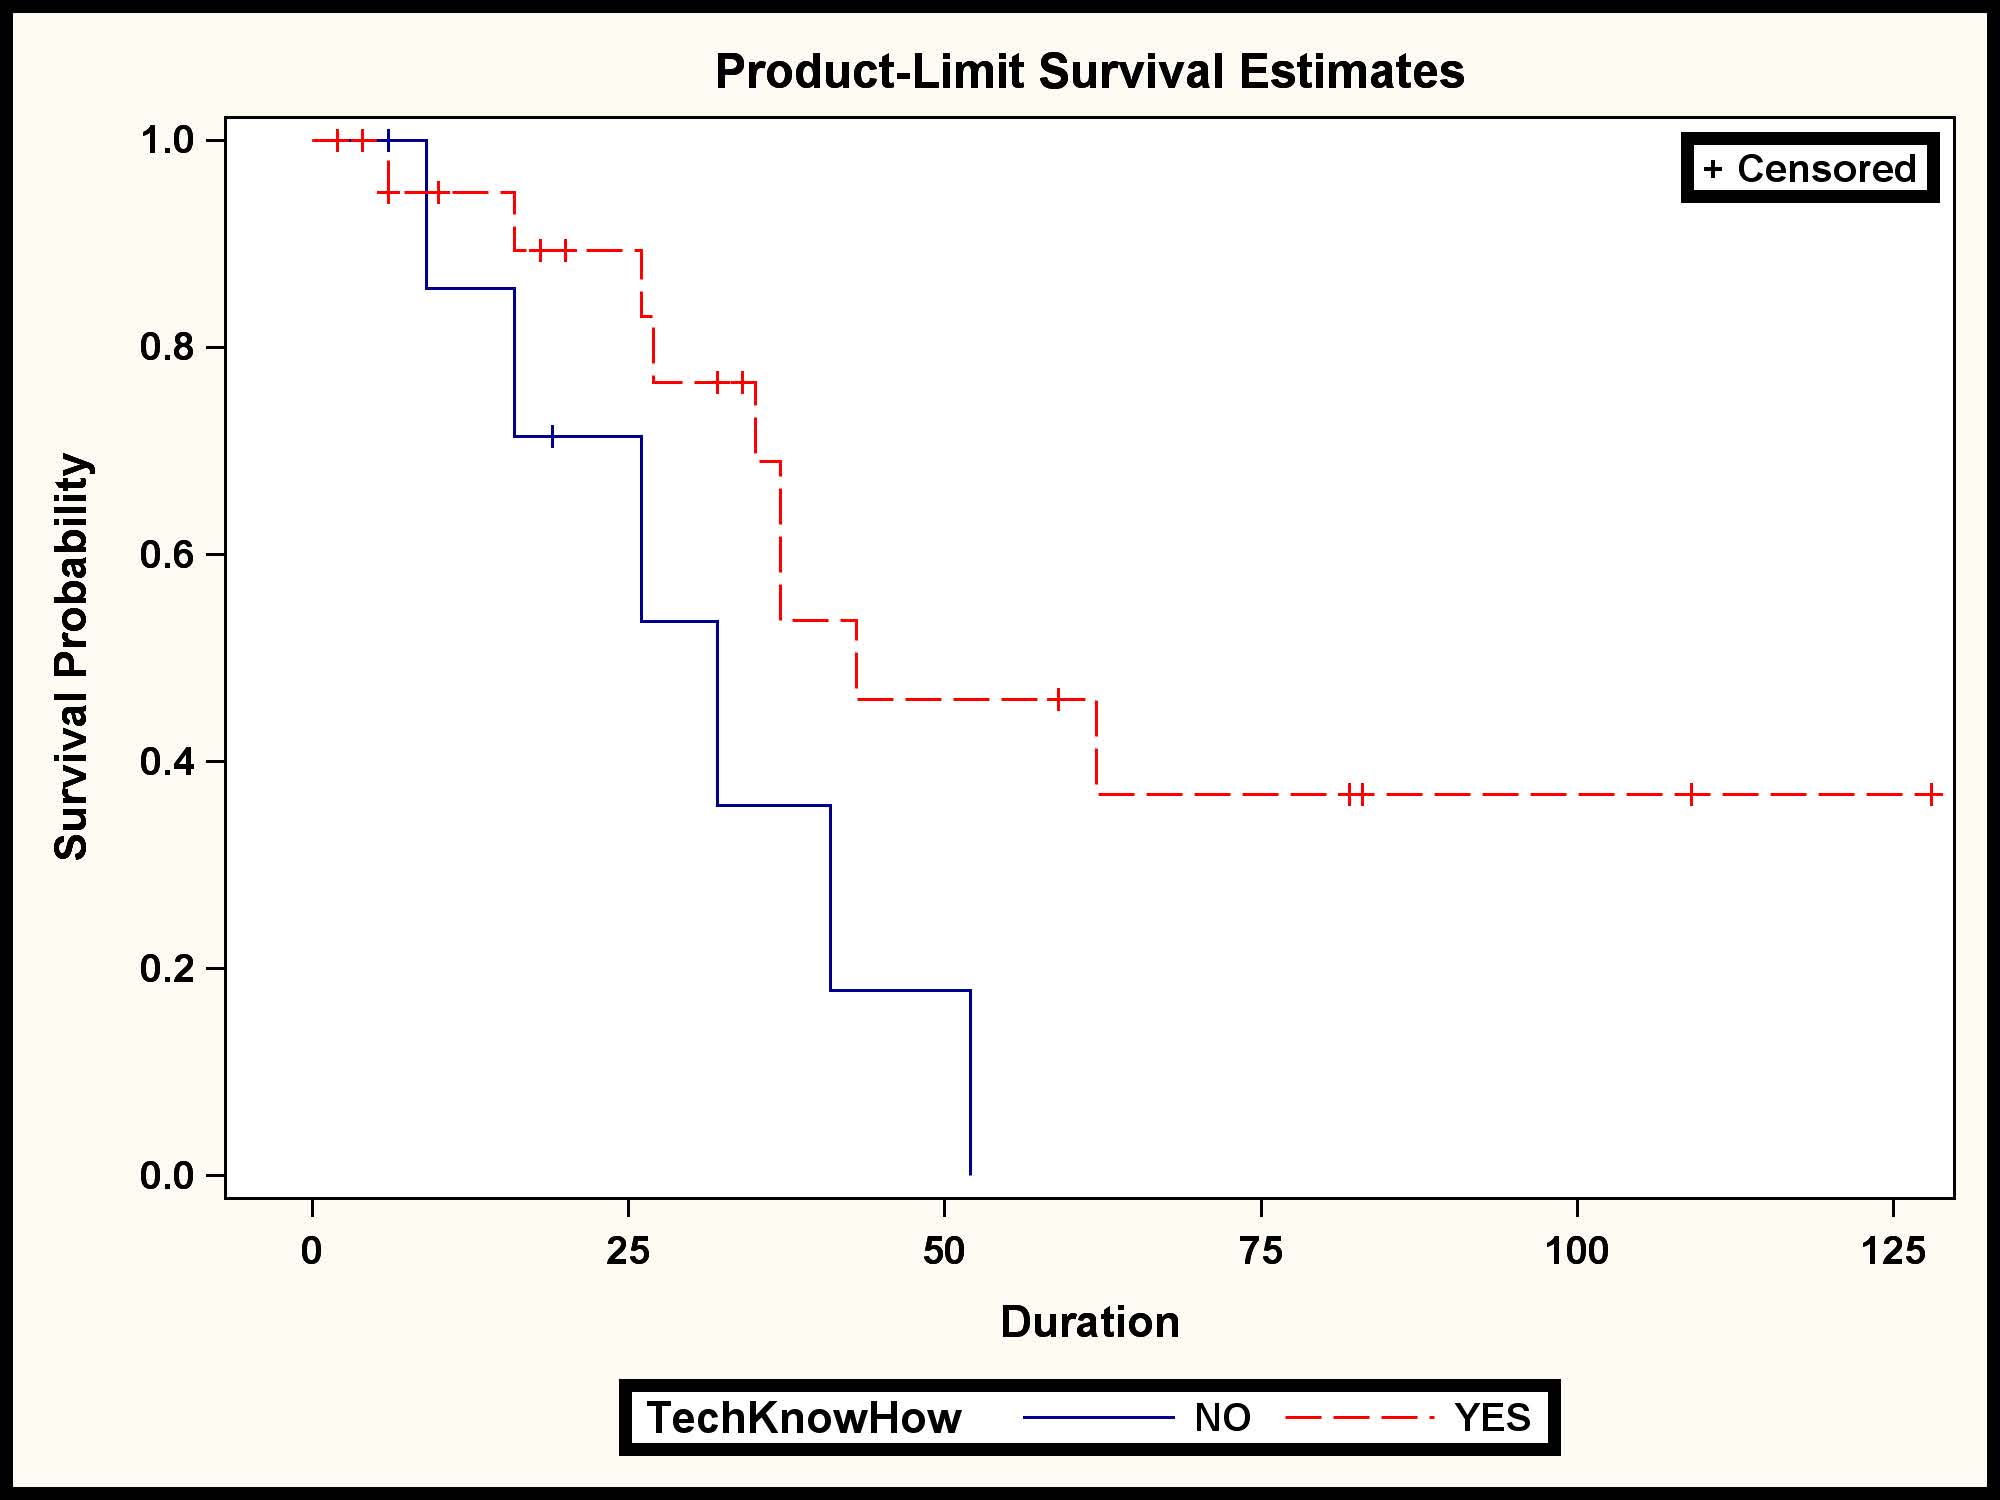 Product-Limit Survival Estimates
+ Censored
1.0
0.8
0.6
0.4
0.2
0.0
Survival Probability
0 25 50 75 100 125
Duration
TechKnowHow NO YES